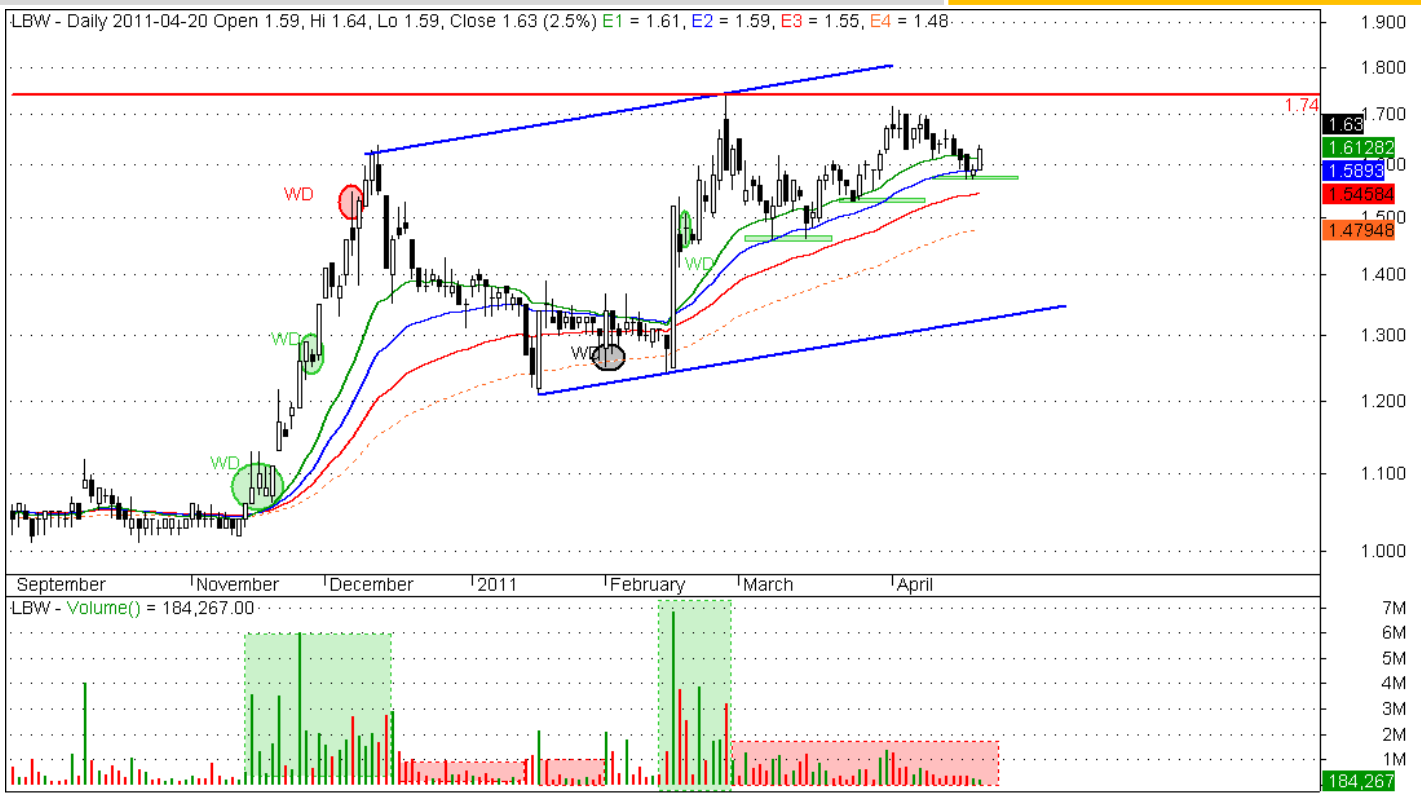 LBW - Daily 2011-04-20 Open 1.59, Hi 1.64, Lo 1.59, Close 1.63 (2.5%) E1 = 1.61, E2 = 1.59, E3 = 1.55, E4 = 1.48
1.900
1.800
1.74
1.700
1.63
1.61282
1.5893
1.54584
1.500
1.47948
1.400
1.300
1.200
1.100
1.000
WD
WD
WD
WD
WD
September November December 2011 February March April
LBW - Volume() = 184,267.00
7M
6M
5M
4M
3M
2M
1M
184,267